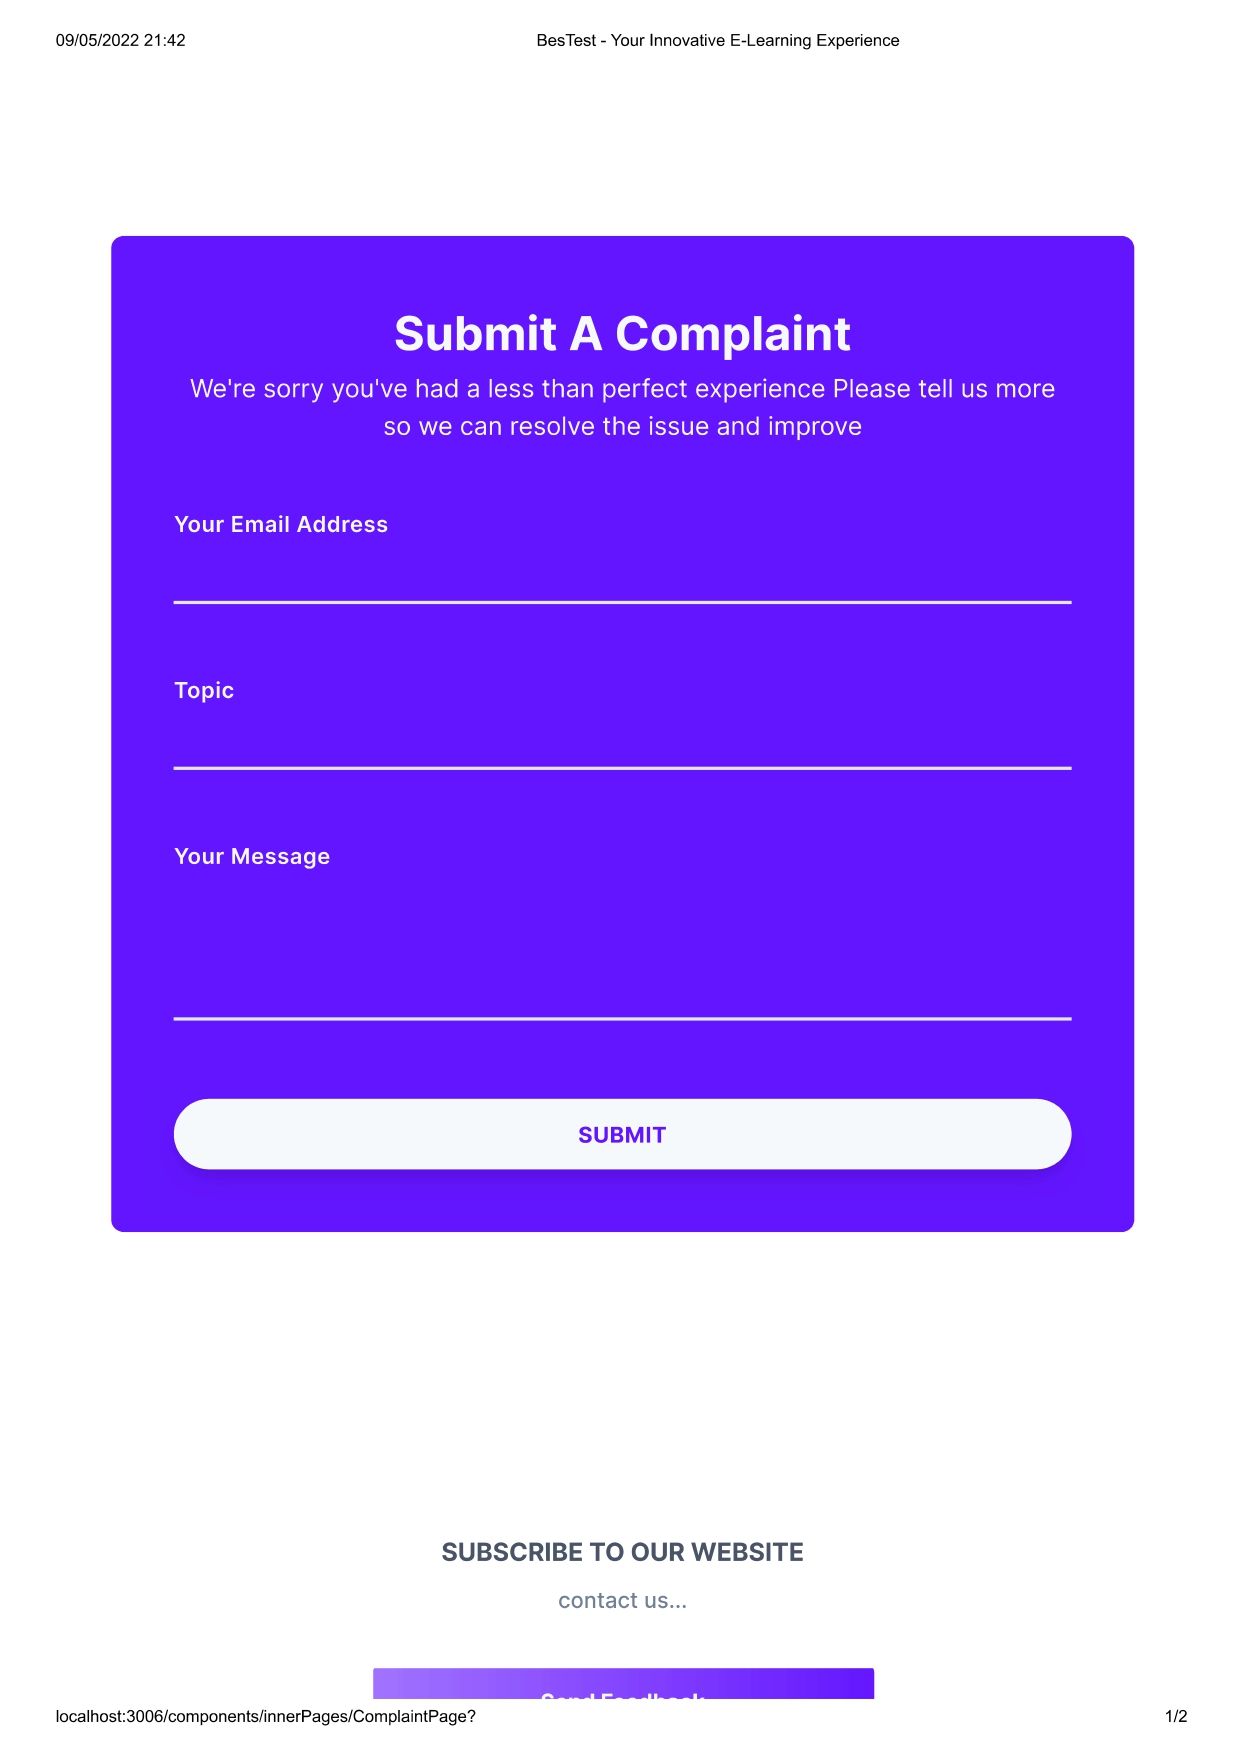 09/05/2022 21:42
BesTest - Your Innovative E-Learning Experience
Submit A Complaint
We're sorry you've had a less than perfect experience Please tell us more
so we can resolve the issue and improve
Your Email Address
Topic
Your Message
SUBMIT
SUBSCRIBE TO OUR WEBSITE
contact us...
Send Feedback
localhost:3006/components/innerPages/ComplaintPage?
1/2